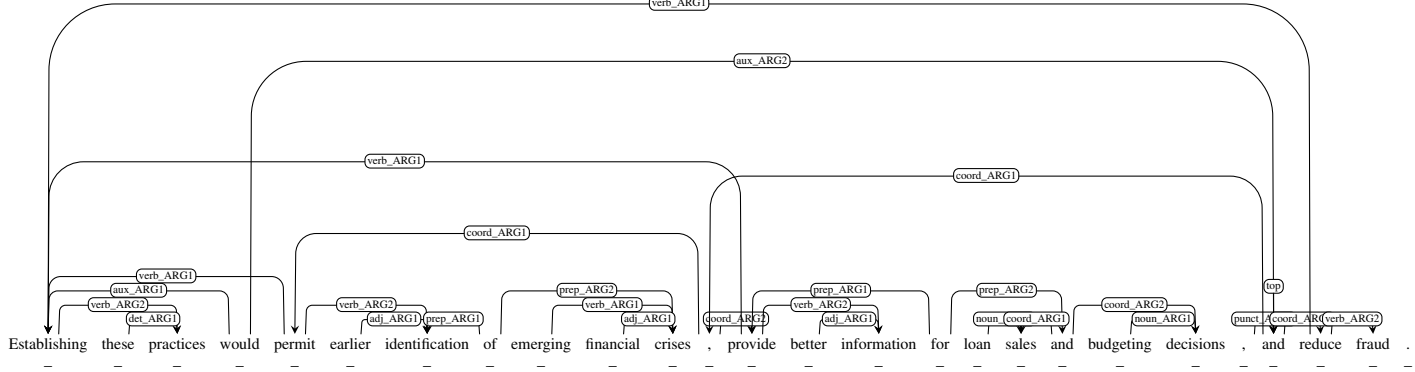 verb_ARG1
aux_ARG2
verb_ARG1
coord_ARG1
coord_ARG1
verb_ARG1 top
aux_ARG1 prep_ARG2 prep_ARG1 prep_ARG2
verb_ARG2 verb_ARG2 verb_ARG1 verb_ARG2 coord_ARG2
det_ARG1 adj_ARG1 prep_ARG1 adj_ARG1 coord_ARG2 adj_ARG1 coord_ARG1 noun_ARG1 verb_ARG2
Establishing these practices would permit earlier identification of emerging financial crises , provide better information for loan sales and budgeting decisions , and reduce fraud .
_ _ _ _ _ _ _ _ _ _ _ _ _ _ _ _ _ _ _ _ _ _ _ _ _ _